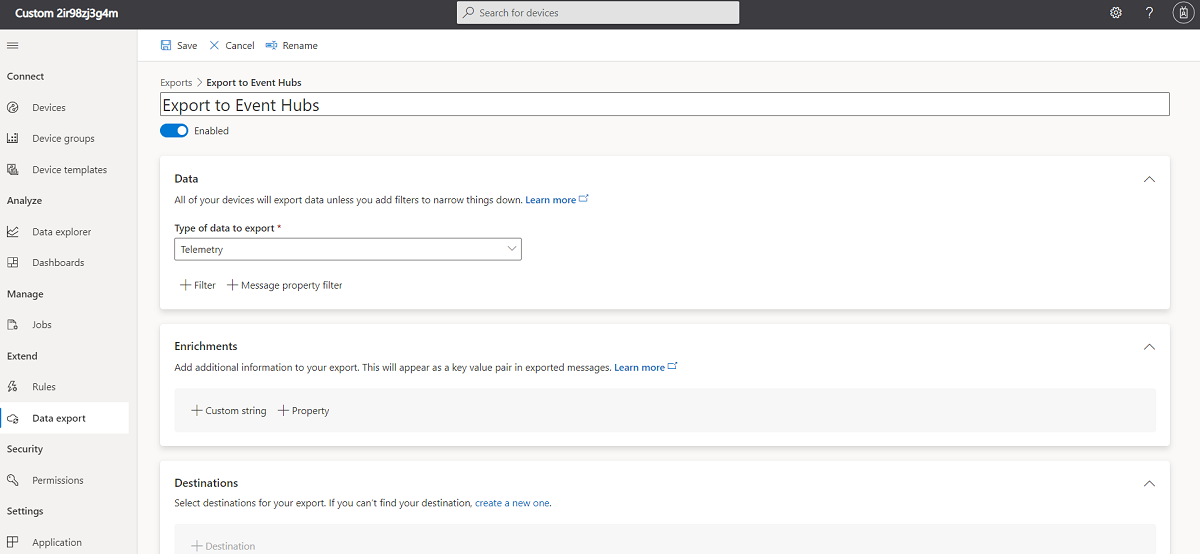 Custom 2ir98zj3g4m
Search for devices
?
Save Cancel Rename
Connect
Devices
Device groups
Device templates
Analyze
Data explorer
Dashboards
Manage
Jobs
Extend
Rules
Data export
Security
Permissions
Settings
Application
Exports > Export to Event Hubs
Export to Event Hubs
Enabled
Data
All of your devices will export data unless you add filters to narrow things down. Learn more
Type of data to export *
Telemetry
+ Filter + Message property filter
Enrichments
Add additional information to your export. This will appear as a key value pair in exported messages. Learn more
+ Custom string + Property
Destinations
Select destinations for your export. If you can't find your destination, create a new one.
+ Destination